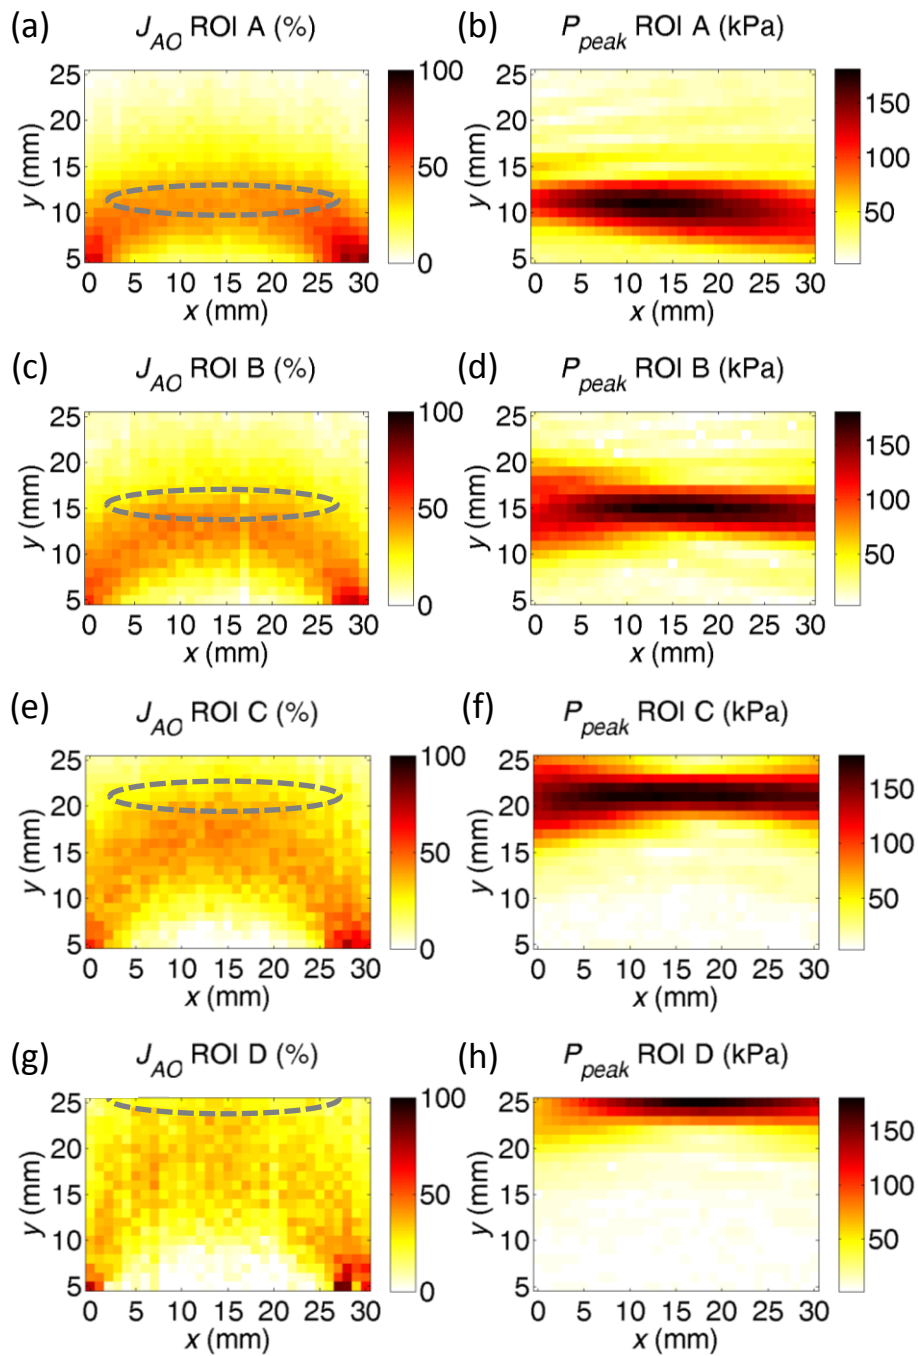 (a) J_AO ROI A (%)
(b) P_peak ROI A (kPa)
25
20
15
10
5
y (mm)
0 5 10 15 20 25 30
x (mm)
100
50
0
25
20
15
10
5
y (mm)
0 5 10 15 20 25 30
x (mm)
150
100
50
(c) J_AO ROI B (%)
(d) P_peak ROI B (kPa)
25
20
15
10
5
y (mm)
0 5 10 15 20 25 30
x (mm)
100
50
0
25
20
15
10
5
y (mm)
0 5 10 15 20 25 30
x (mm)
150
100
50
(e) J_AO ROI C (%)
(f) P_peak ROI C (kPa)
25
20
15
10
5
y (mm)
0 5 10 15 20 25 30
x (mm)
100
50
0
25
20
15
10
5
y (mm)
0 5 10 15 20 25 30
x (mm)
150
100
50
(g) J_AO ROI D (%)
(h) P_peak ROI D (kPa)
25
20
15
10
5
y (mm)
0 5 10 15 20 25 30
x (mm)
100
50
0
25
20
15
10
5
y (mm)
0 5 10 15 20 25 30
x (mm)
150
100
50